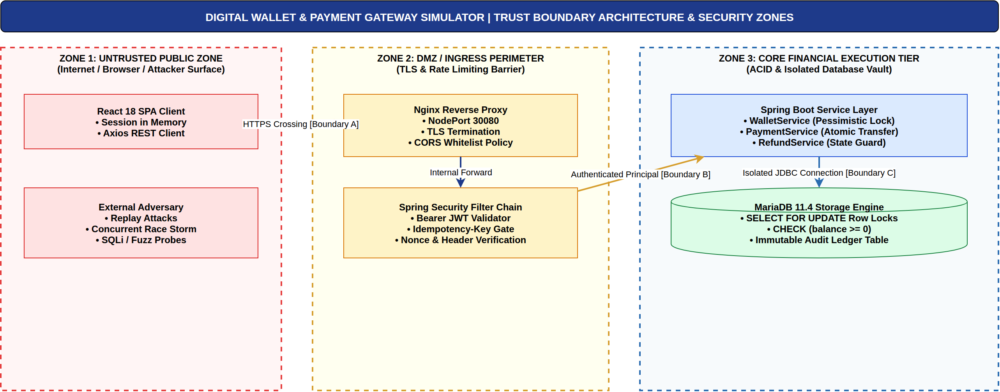 DIGITAL WALLET & PAYMENT GATEWAY SIMULATOR | TRUST BOUNDARY ARCHITECTURE & SECURITY ZONES
ZONE 1: UNTRUSTED PUBLIC ZONE
(Internet / Browser / Attacker Surface)
React 18 SPA Client
• Session in Memory
• Axios REST Client
External Adversary
• Replay Attacks
• Concurrent Race Storm
• SQLi / Fuzz Probes
HTTPS Crossing [Boundary A]
ZONE 2: DMZ / INGRESS PERIMETER
(TLS & Rate Limiting Barrier)
Nginx Reverse Proxy
• NodePort 30080
• TLS Termination
• CORS Whitelist Policy
Internal Forward
Spring Security Filter Chain
• Bearer JWT Validator
• Idempotency-Key Gate
• Nonce & Header Verification
Authenticated Principal [Boundary B]
ZONE 3: CORE FINANCIAL EXECUTION TIER
(ACID & Isolated Database Vault)
Spring Boot Service Layer
• WalletService (Pessimistic Lock)
• PaymentService (Atomic Transfer)
• RefundService (State Guard)
Isolated JDBC Connection [Boundary C]
MariaDB 11.4 Storage Engine
• SELECT FOR UPDATE Row Locks
• CHECK (balance >= 0)
• Immutable Audit Ledger Table